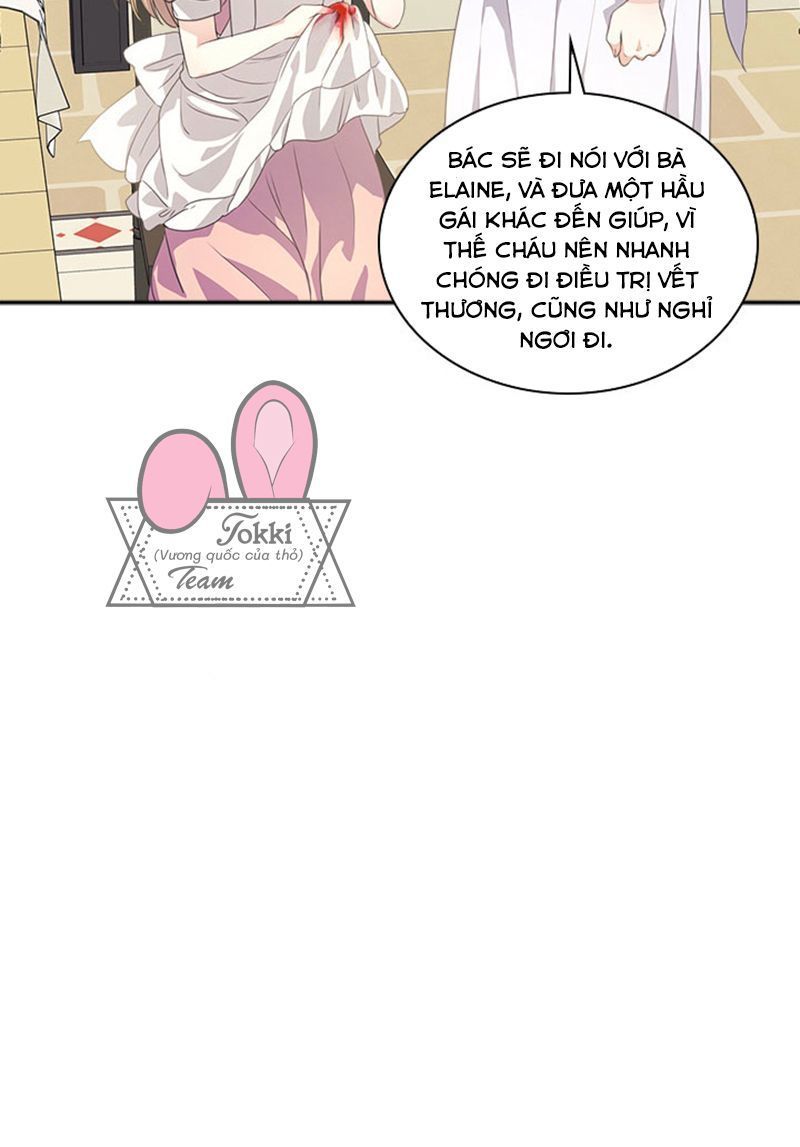 BÁC SẼ ĐI NÓI VỚI BÀ
ELAINE, VÀ ĐƯA MỘT HẦU
GÁI KHÁC ĐẾN GIÚP, VÌ
THẾ CHÁU NÊN NHANH
CHÓNG ĐI ĐIỀU TRỊ VẾT
THƯƠNG, CŨNG NHƯ NGHỈ
NGƠI ĐI.
Tokki
(Vương quốc của thỏ)
Team